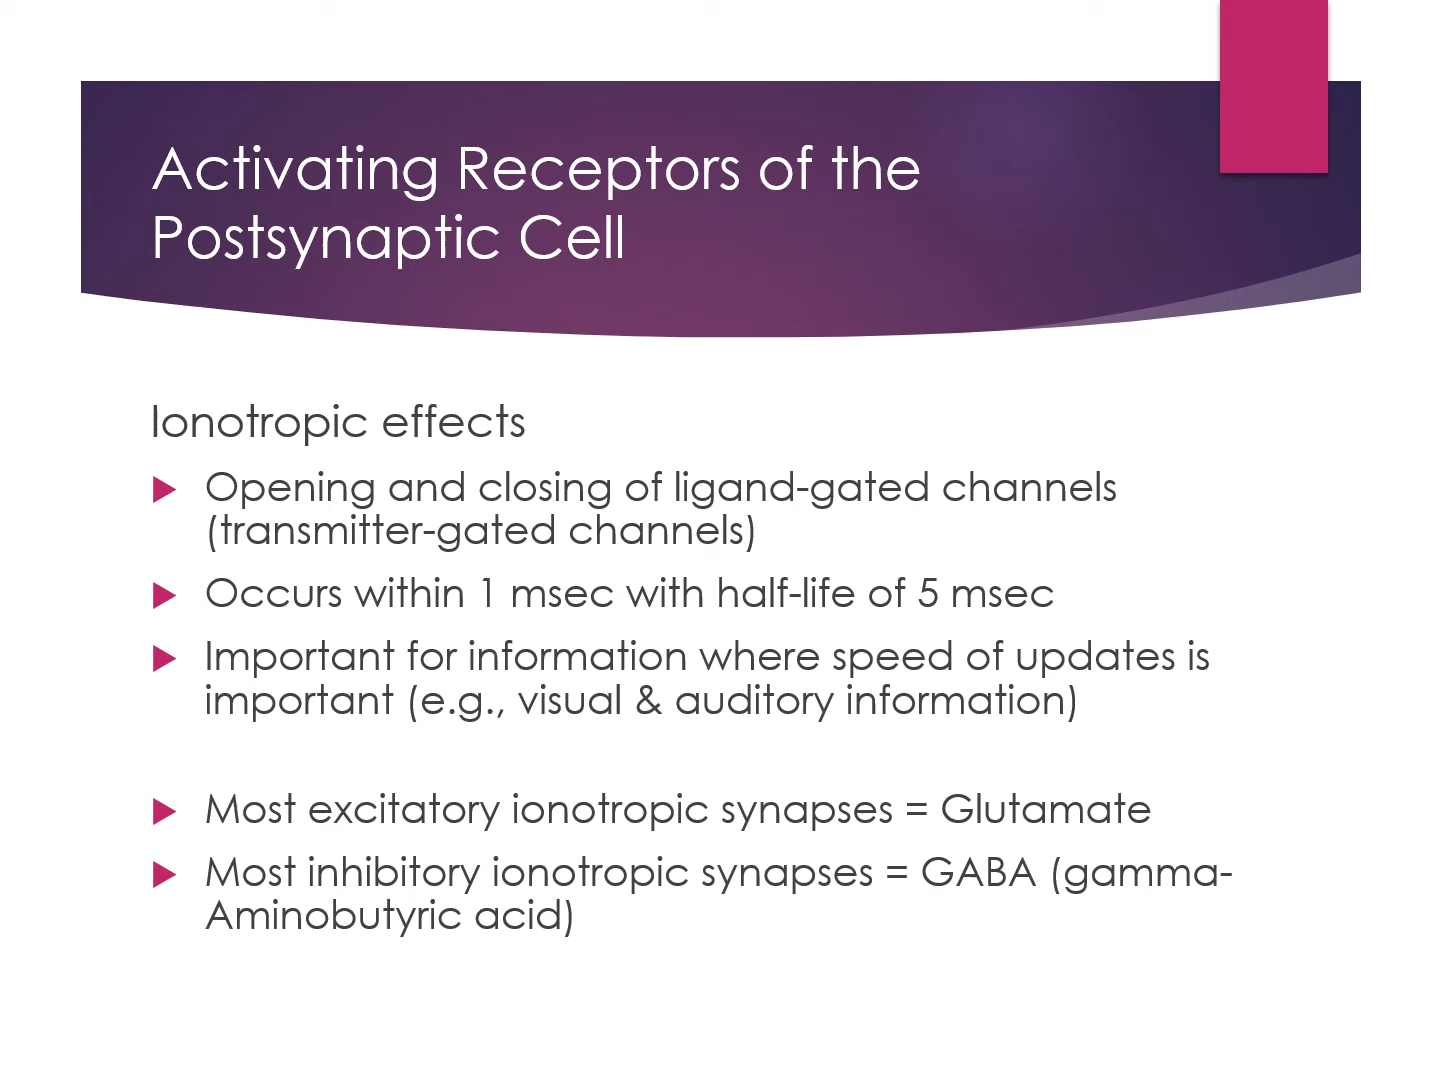 Activating Receptors of the
Postsynaptic Cell
Ionotropic effects
Opening and closing of ligand-gated channels
(transmitter-gated channels)
Occurs within 1 msec with half-life of 5 msec
Important for information where speed of updates is
important (e.g., visual & auditory information)
Most excitatory ionotropic synapses = Glutamate
Most inhibitory ionotropic synapses = GABA (gamma-
Aminobutyric acid)